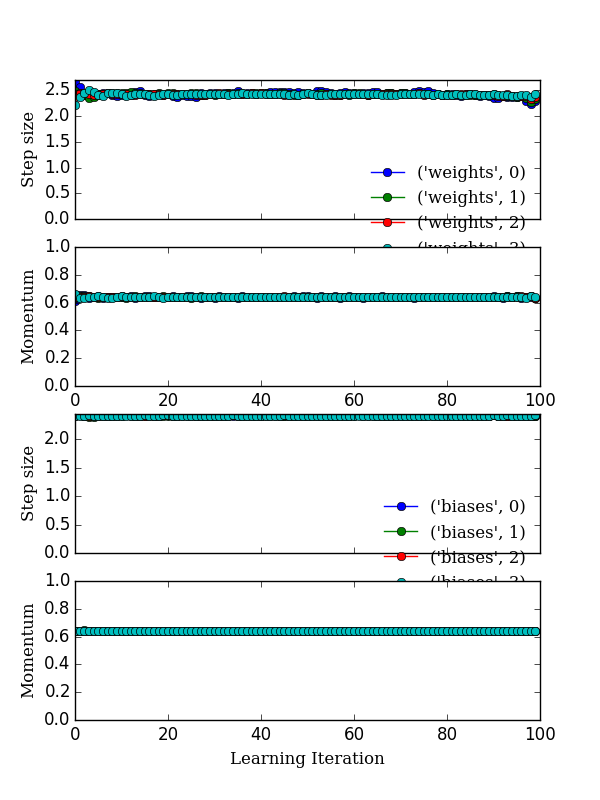 2.5
2.0
1.5
1.0
0.5
0.0
Step size
('weights', 0)
('weights', 1)
('weights', 2)
('weights', 3)
1.0
0.8
0.6
0.4
0.2
0.0
Momentum
0 20 40 60 80 100
2.0
1.5
1.0
0.5
0.0
Step size
('biases', 0)
('biases', 1)
('biases', 2)
('biases', 3)
1.0
0.8
0.6
0.4
0.2
0.0
Momentum
0 20 40 60 80 100
Learning Iteration